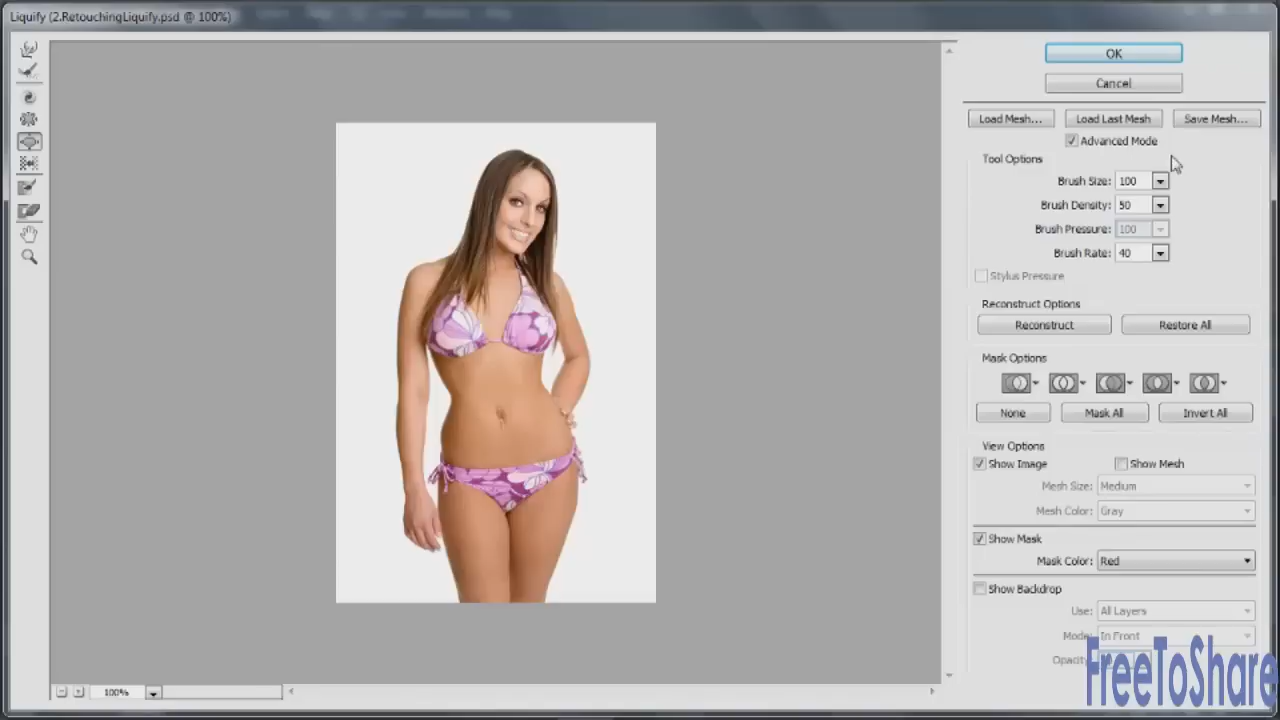 Liquify (2.RetouchingLiquify.psd @ 100%)
OK
Cancel
Load Mesh...
Load Last Mesh
Save Mesh...
Advanced Mode
Tool Options
Brush Size: 100
Brush Density: 50
Brush Pressure: 100
Brush Rate: 40
Stylus Pressure
Reconstruct Options
Reconstruct
Restore All
Mask Options
None
Mask All
Invert All
View Options
Show Image
Show Mesh
Mesh Size: Medium
Mesh Color: Gray
Show Mask
Mask Color: Red
Show Backdrop
Use: All Layers
Mode: In Front
Opacity
FreeToShare
100%